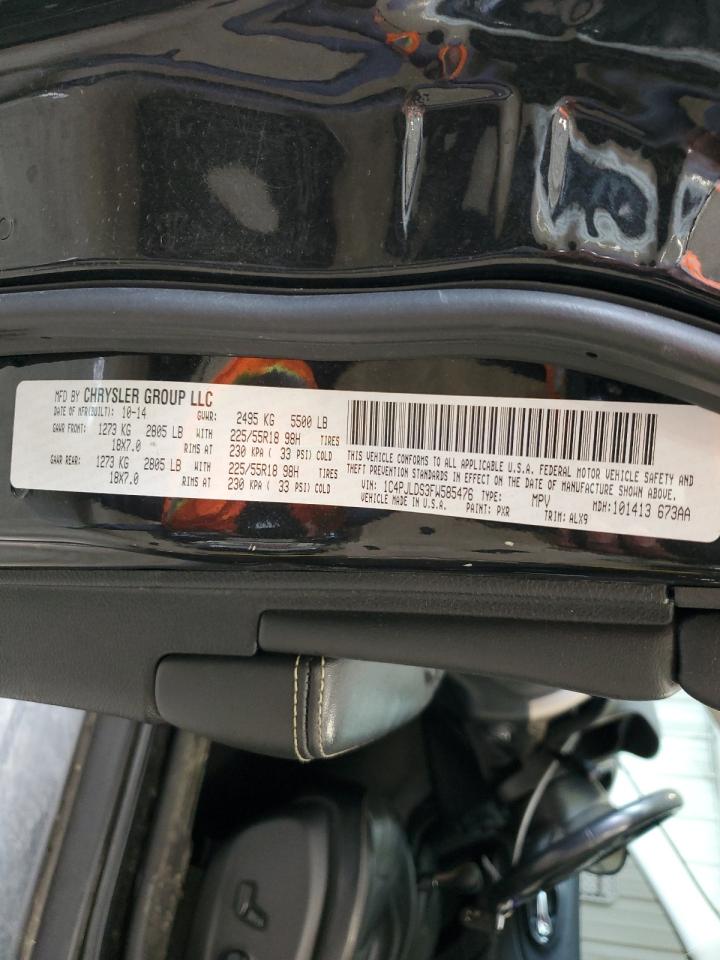 MFD BY CHRYSLER GROUP LLC
DATE OF MFR(BUILT): 10-14 GVWR: 2495 KG 5500 LB
GAWR FRONT: 1273 KG 2805 LB WITH 225/55R18 98H TIRES
18X7.0 RIMS AT 230 KPA ( 33 PSI) COLD
GAWR REAR: 1273 KG 2805 LB WITH 225/55R18 98H TIRES
18X7.0 RIMS AT 230 KPA ( 33 PSI) COLD
THIS VEHICLE CONFORMS TO ALL APPLICABLE U.S.A. FEDERAL MOTOR VEHICLE SAFETY AND
THEFT PREVENTION STANDARDS IN EFFECT ON THE DATE OF MANUFACTURE SHOWN ABOVE.
VIN: 1C4PJLDS3FW585476 TYPE: MPV MDH:101413 673AA
VEHICLE MADE IN U.S.A. PAINT: PXR TRIM: ALX9